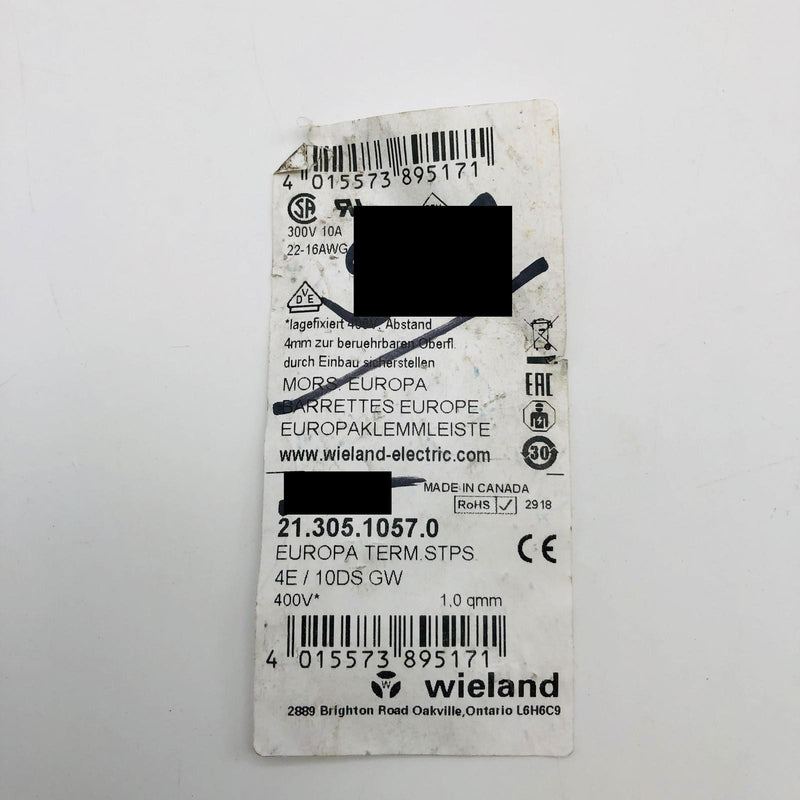 4 015573 895171
SA
300V 10A
22-16AWG
DVE
*lagefixiert 400V, Abstand
4mm zur beruehrbaren Oberfl.
durch Einbau sicherstellen
EAC
MORS. EUROPA
BARRETTES EUROPE
EUROPAKLEMMLEISTE
30
www.wieland-electric.com
MADE IN CANADA
RoHS ✓ 2918
21.305.1057.0
EUROPA TERM.STPS. CE
4E / 10DS GW
400V* 1,0 qmm
4 015573 895171
W wieland
2889 Brighton Road Oakville,Ontario L6H6C9